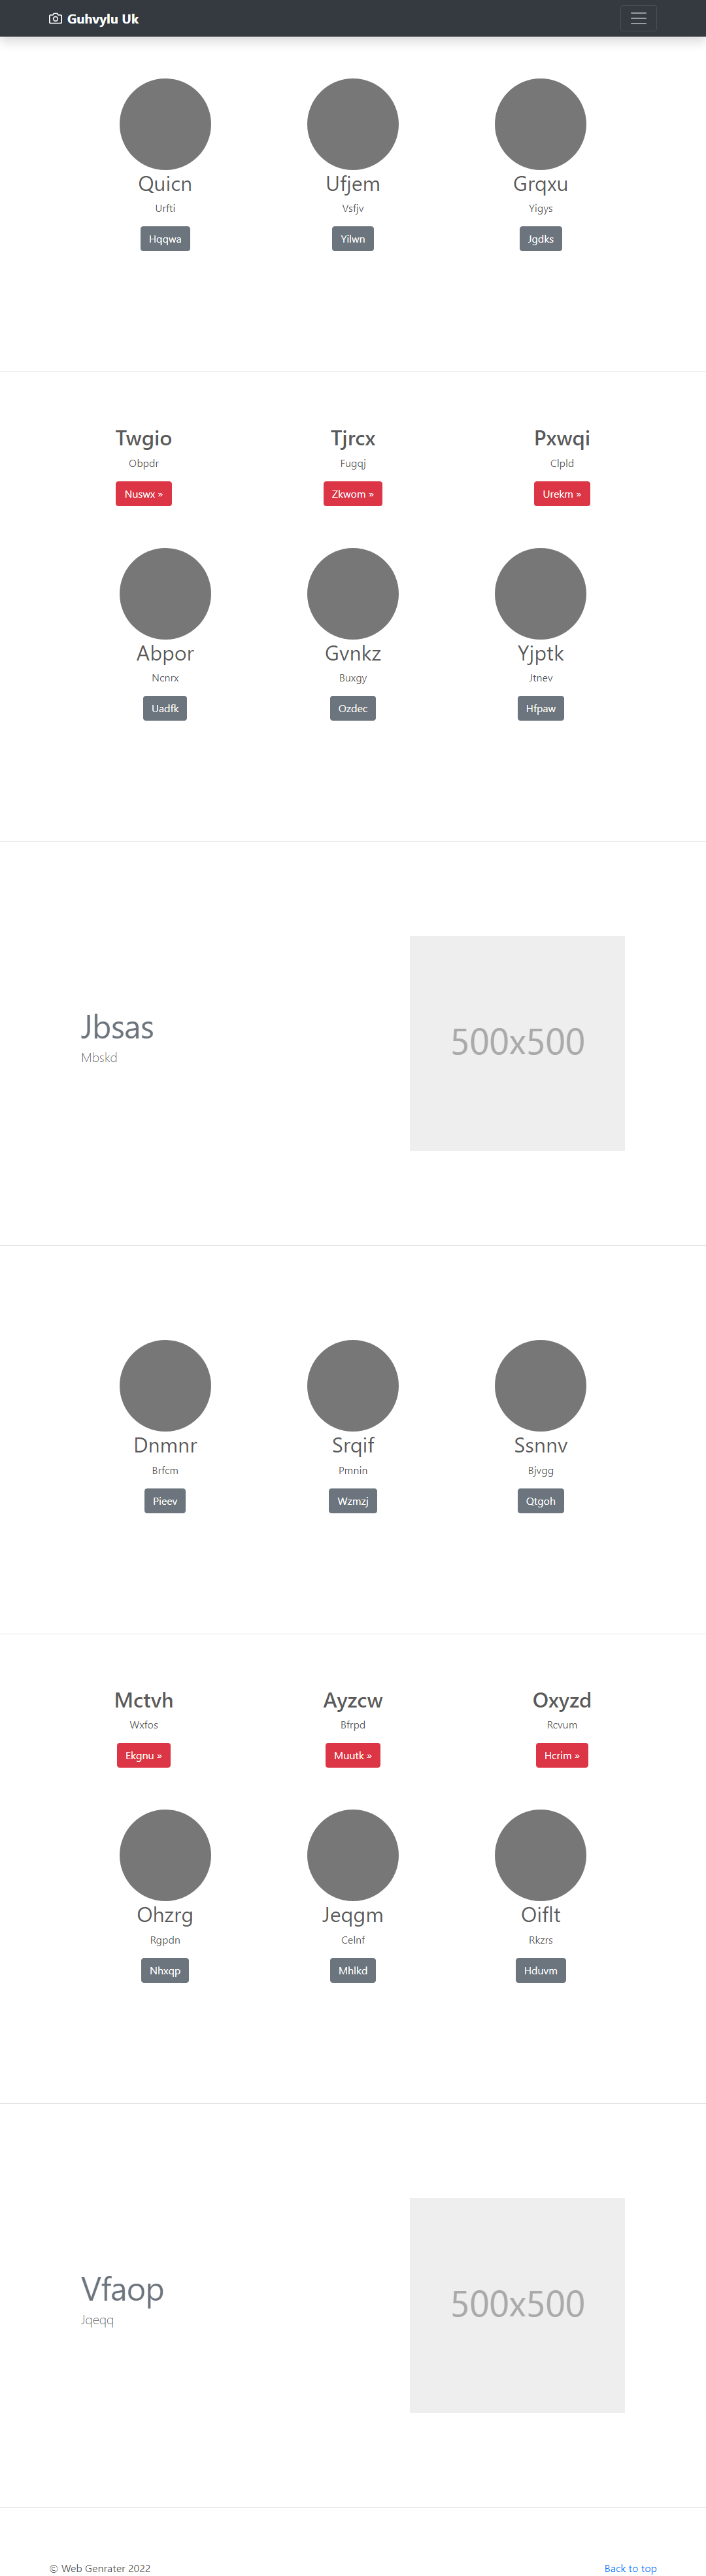 Guhvylu Uk
Quicn
Urfti
Hqqwa
Ufjem
Vsfjv
Yilwn
Grqxu
Yigys
Jgdks
Twgio
Obpdr
Nuswx »
Tjrcx
Fugqj
Zkwom »
Pxwqi
Clpld
Urekm »
Abpor
Ncnrx
Uadfk
Gvnkz
Buxgy
Ozdec
Yjptk
Jtnev
Hfpaw
Jbsas
Mbskd
500x500
Dnmnr
Brfcm
Pieev
Srqif
Pmnin
Wzmzj
Ssnnv
Bjvgg
Qtgoh
Mctvh
Wxfos
Ekgnu »
Ayzcw
Bfrpd
Muutk »
Oxyzd
Rcvum
Hcrim »
Ohzrg
Rgpdn
Nhxqp
Jeqgm
Celnf
Mhlkd
Oiflt
Rkzrs
Hduvm
Vfaop
Jqeqq
500x500
© Web Genrater 2022
Back to top